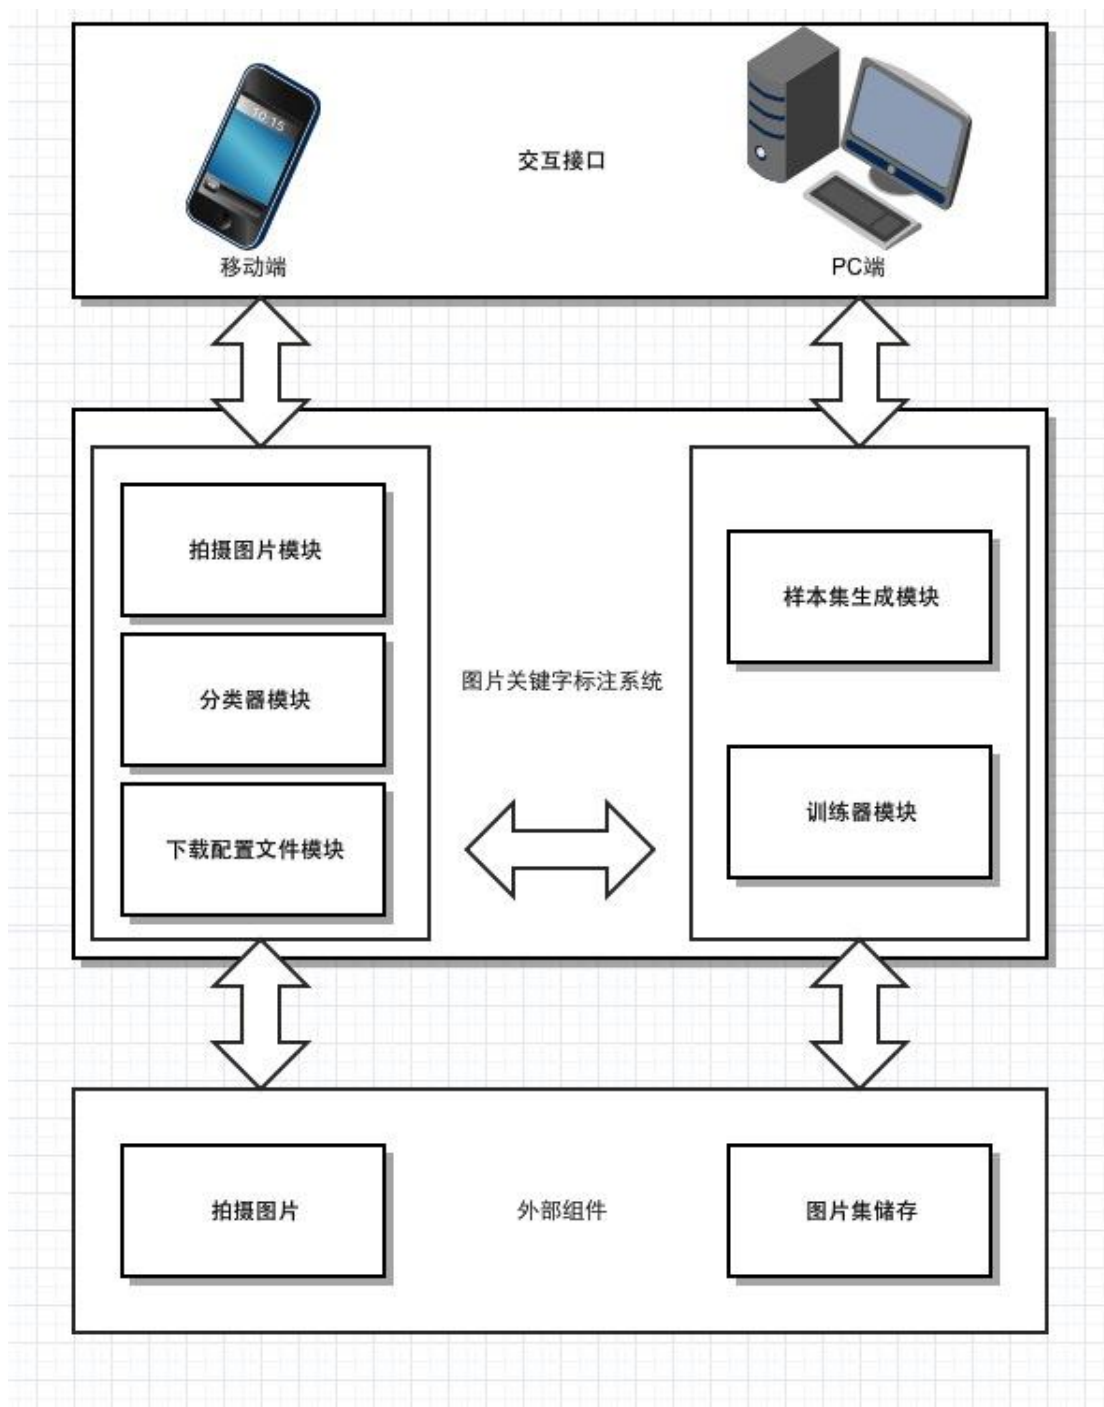 10:15
交互接口
移动端
PC端
拍摄图片模块
分类器模块
下载配置文件模块
图片关键字标注系统
样本集生成模块
训练器模块
拍摄图片
外部组件
图片集储存